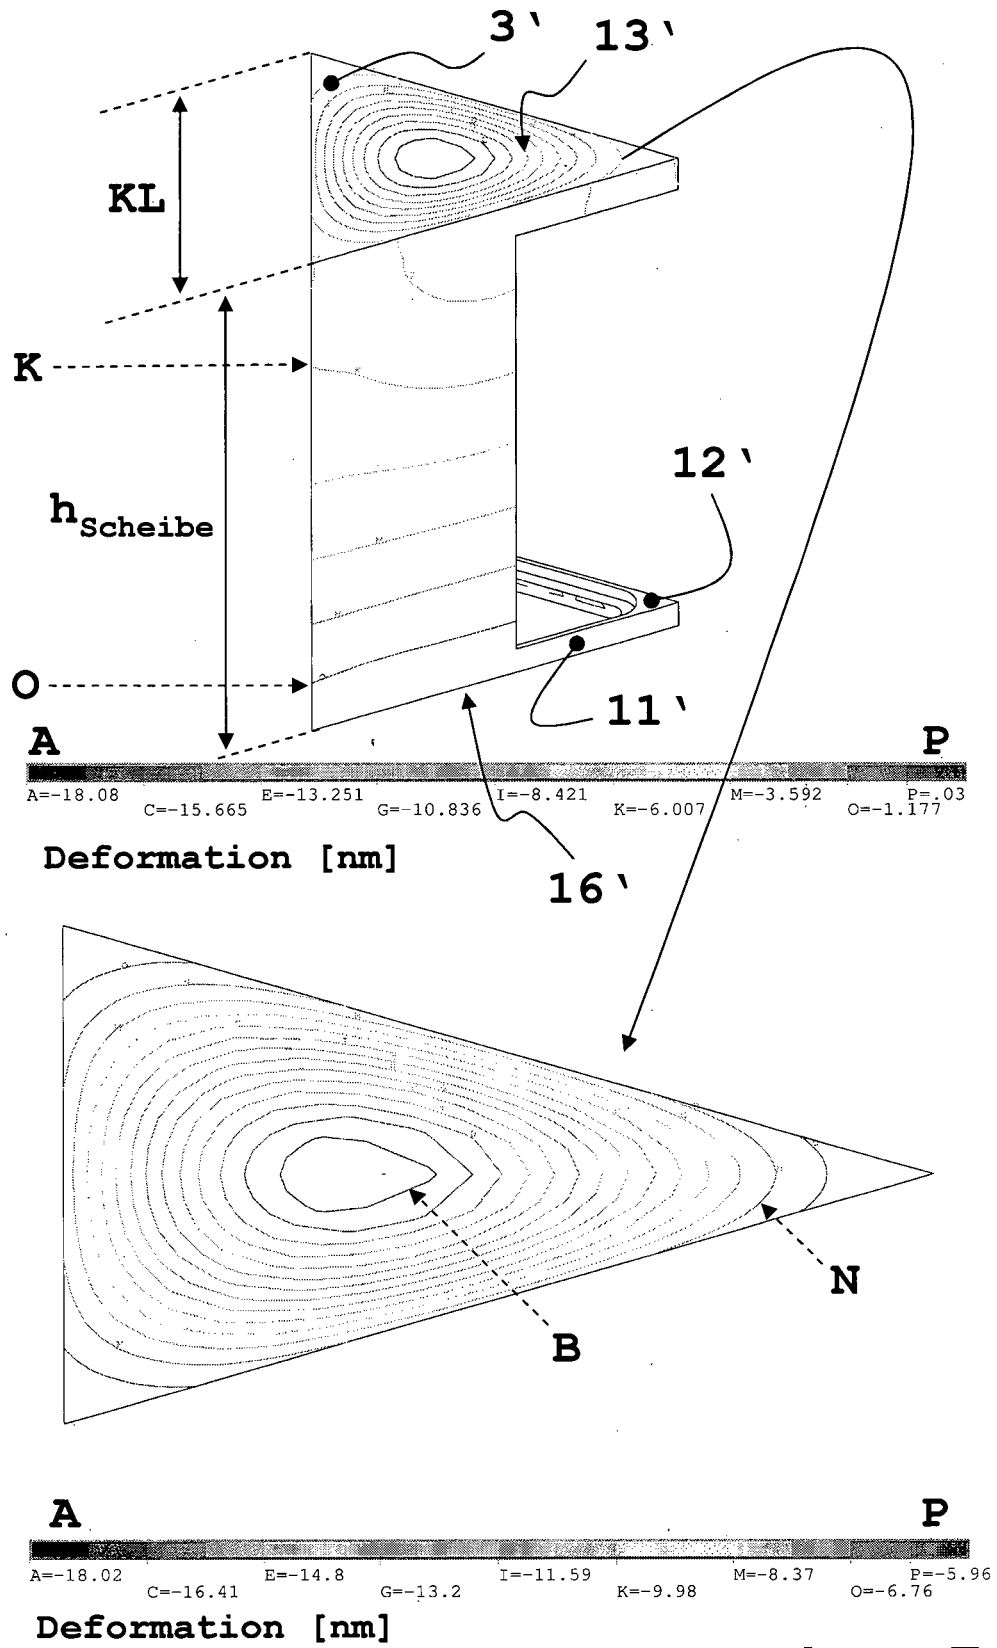 3‵
13‵
KL
K
12‵
hScheibe
O
11‵
A P
A=-18.08 E=-13.251 I=-8.421 M=-3.592 P=.03
C=-15.665 G=-10.836 K=-6.007 O=-1.177
Deformation [nm]
16‵
N
B
A P
A=-18.02 E=-14.8 I=-11.59 M=-8.37 P=-5.96
C=-16.41 G=-13.2 K=-9.98 O=-6.76
Deformation [nm]